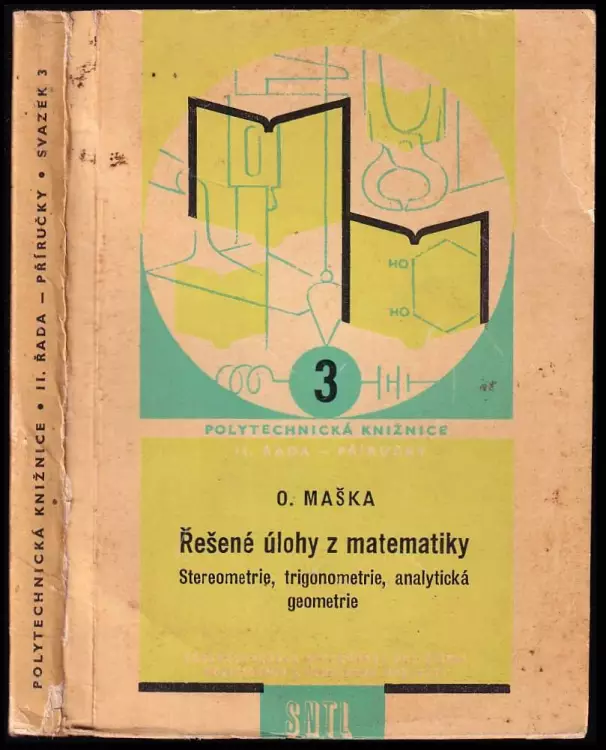 POLYTECHNICKÁ KNIŽNICE • II. ŘADA — PŘÍRUČKY • SVAZEK 3
HO
HO
3
POLYTECHNICKÁ KNIŽNICE
II. ŘADA — PŘÍRUČKY
O. MAŠKA
Řešené úlohy z matematiky
Stereometrie, trigonometrie, analytická
geometrie
SNTL